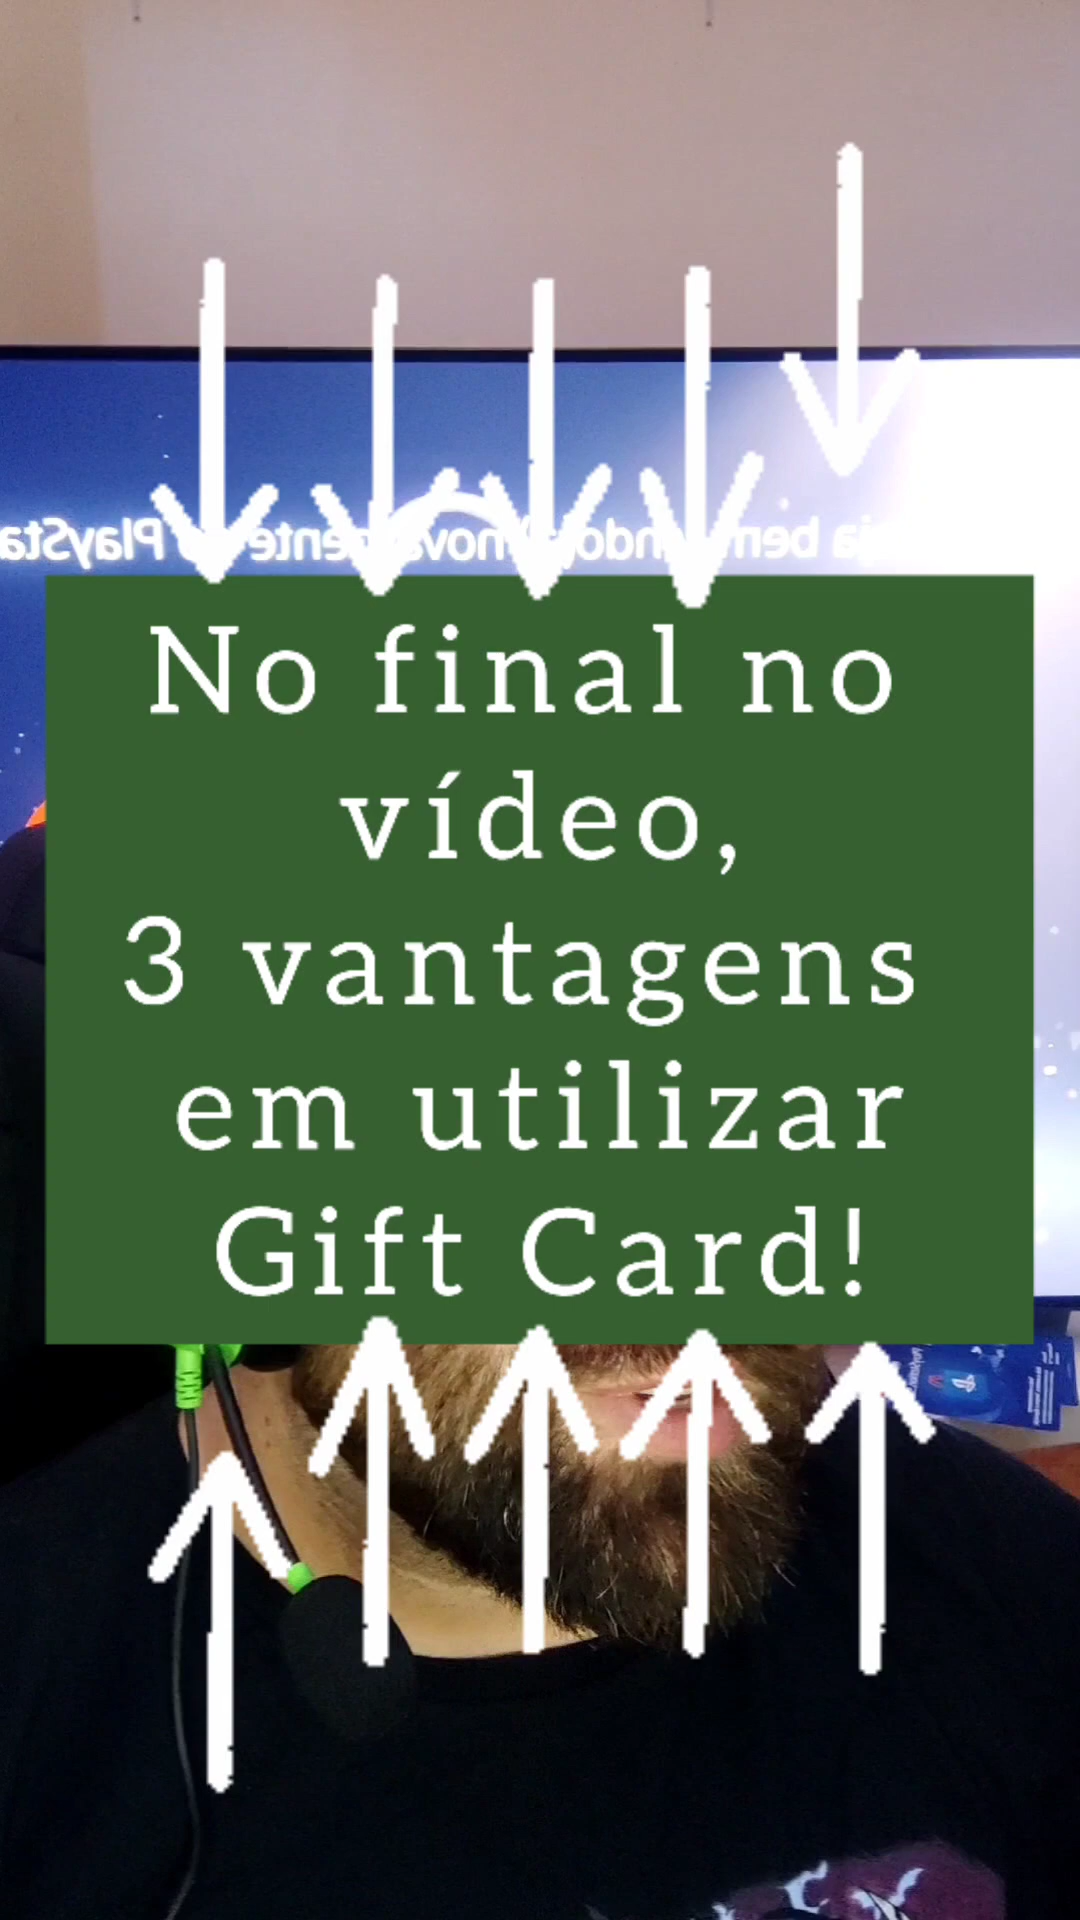 No final no
vídeo,
3 vantagens
em utilizar
Gift Card!